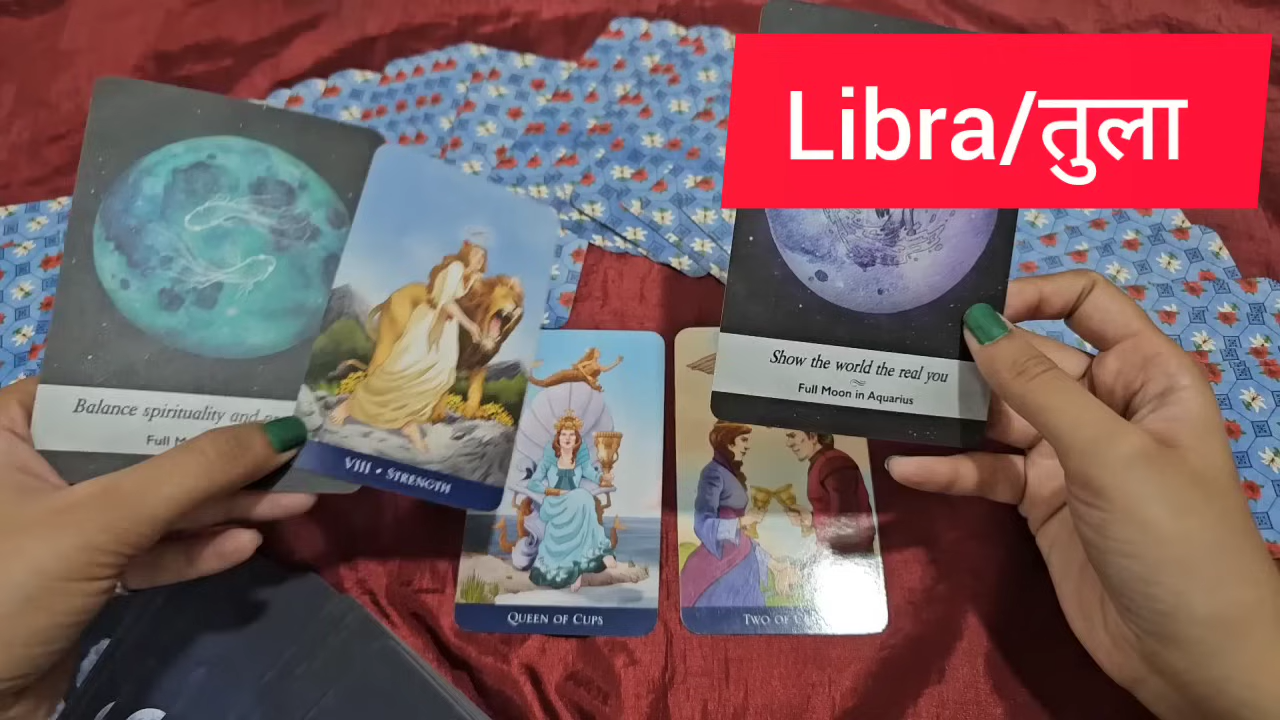 Libra/तुला
Balance spirituality and
Full
VIII • STRENGTH
Show the world the real you
Full Moon in Aquarius
QUEEN OF CUPS
TWO OF